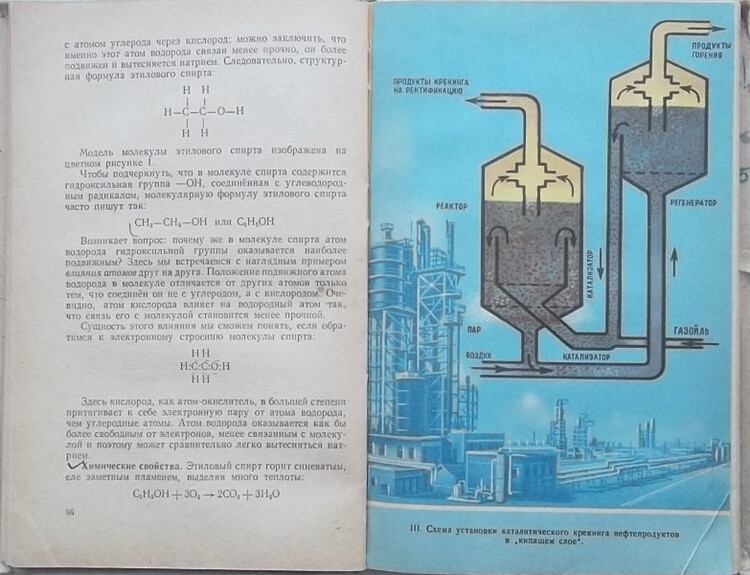 с атомом углерода через кислород; можно заключить, что
именно этот атом водорода связан менее прочно, он более
подвижен и вытесняется натрием. Следовательно, структур-
ная формула этилового спирта:
H H
H—C—C—O—H
H H
Модель молекулы этилового спирта изображена на
цветном рисунке I.
Чтобы подчеркнуть, что в молекуле спирта содержится
гидроксильная группа —OH, соединённая с углеводород-
ным радикалом, молекулярную формулу этилового спирта
часто пишут так:
CH₃—CH₂—OH или C₂H₅OH
Возникает вопрос: почему же в молекуле спирта атом
водорода гидроксильной группы оказывается наиболее
подвижным? Здесь мы встречаемся с наглядным примером
влияния атомов друг на друга. Положение подвижного атома
водорода в молекуле отличается от других атомов только
тем, что соединён он не с углеродом, а с кислородом. Оче-
видно, атом кислорода влияет на водородный атом так,
что связь его с молекулой становится менее прочной.
Сущность этого влияния мы сможем понять, если обра-
тимся к электронному строению молекулы спирта:
H H
H:C:C:O:H
H H
Здесь кислород, как атом-окислитель, в большей степени
притягивает к себе электронную пару от атома водорода,
чем углеродные атомы. Атом водорода оказывается как бы
более свободным от электронов, менее связанным с молеку-
лой и поэтому может сравнительно легко вытесняться нат-
рием.
Химические свойства. Этиловый спирт горит синеватым,
еле заметным пламенем, выделяя много теплоты:
C₂H₅OH + 3O₂ → 2CO₂ + 3H₂O
96
ПРОДУКТЫ
ГОРЕНИЯ
ПРОДУКТЫ КРЕКИНГА
НА РЕКТИФИКАЦИЮ
РЕАКТОР
РЕГЕНЕРАТОР
КАТАЛИЗАТОР
ПАР
ГАЗОЙЛЬ
ВОЗДУХ
КАТАЛИЗАТОР
III. Схема установки каталитического крекинга нефтепродуктов
в „кипящем слое".